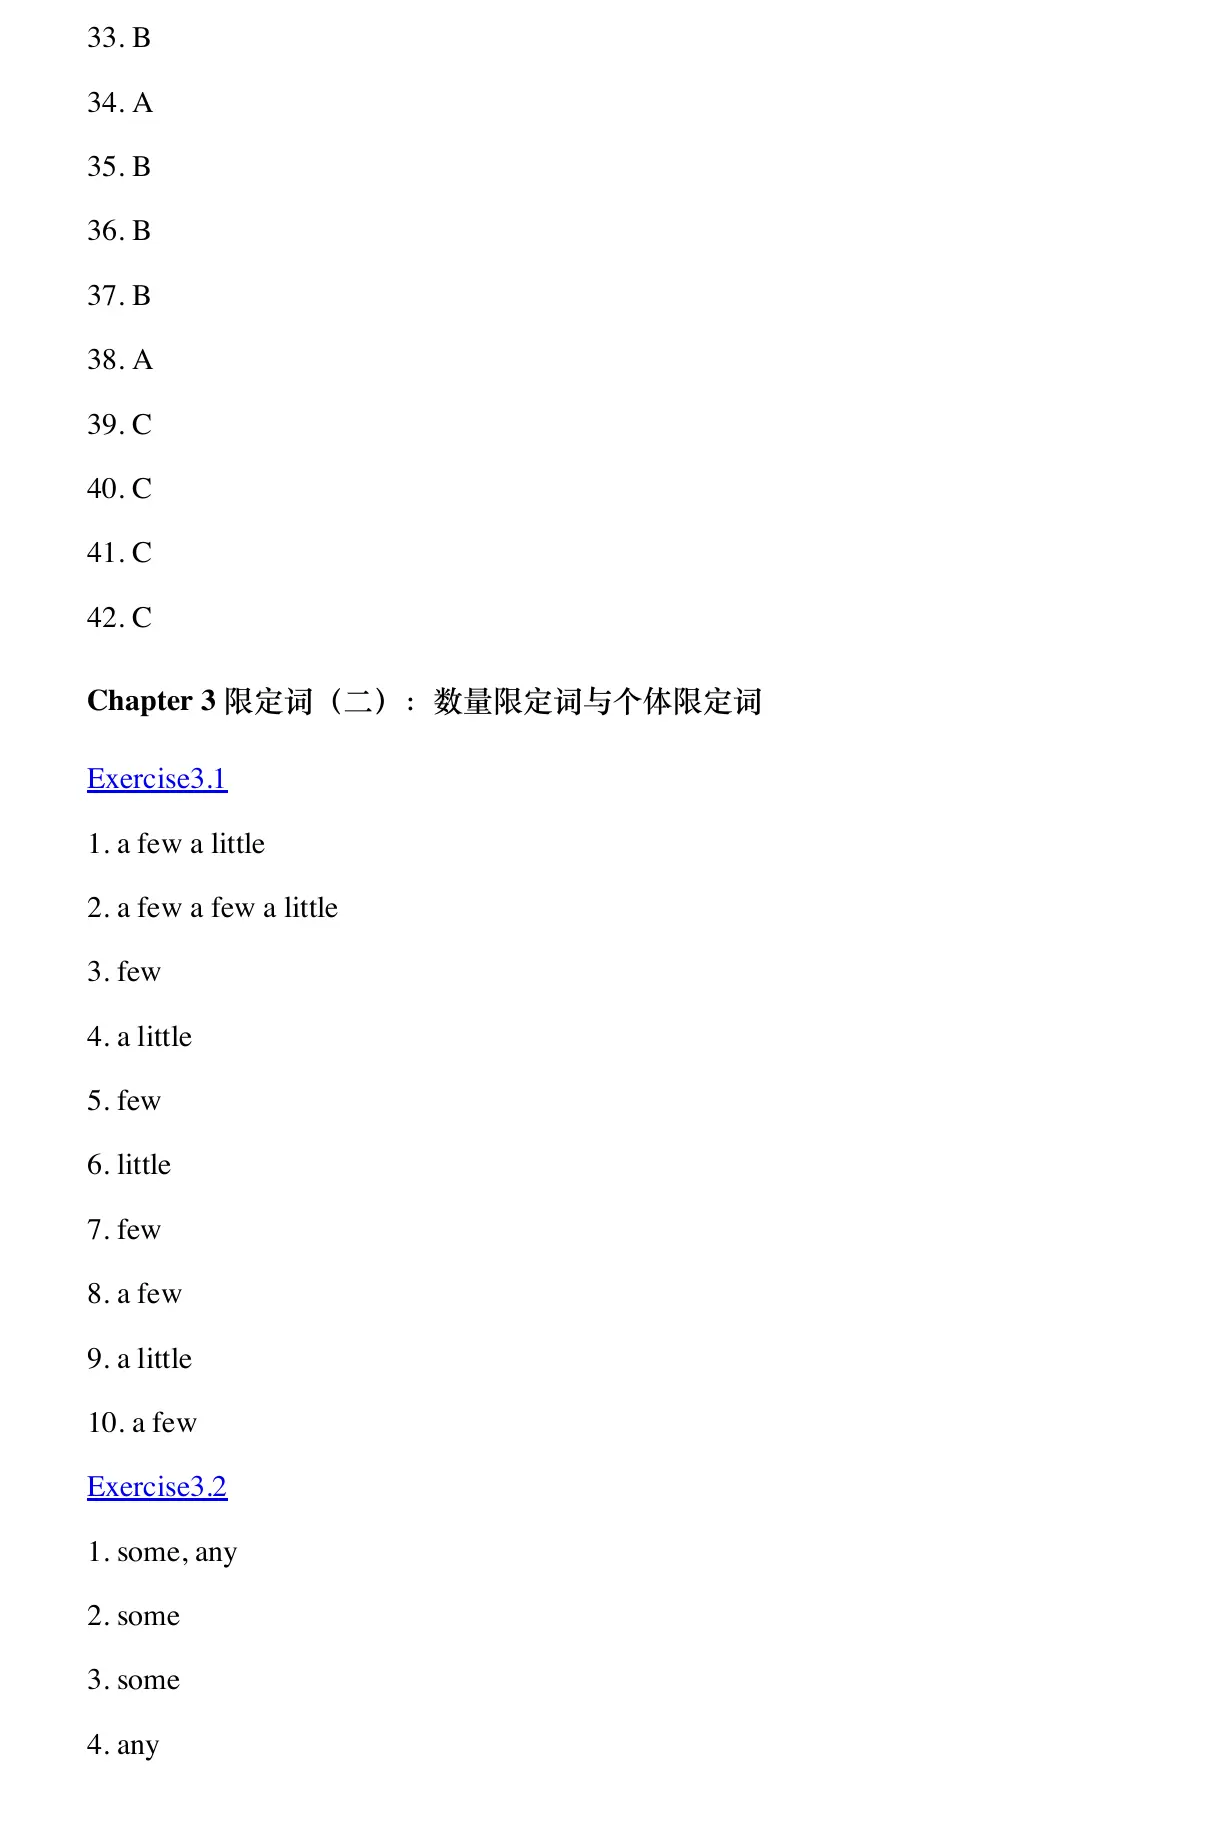 33. B
34. A
35. B
36. B
37. B
38. A
39. C
40. C
41. C
42. C
Chapter 3 限定词（二）：数量限定词与个体限定词
Exercise3.1
1. a few a little
2. a few a few a little
3. few
4. a little
5. few
6. little
7. few
8. a few
9. a little
10. a few
Exercise3.2
1. some, any
2. some
3. some
4. any